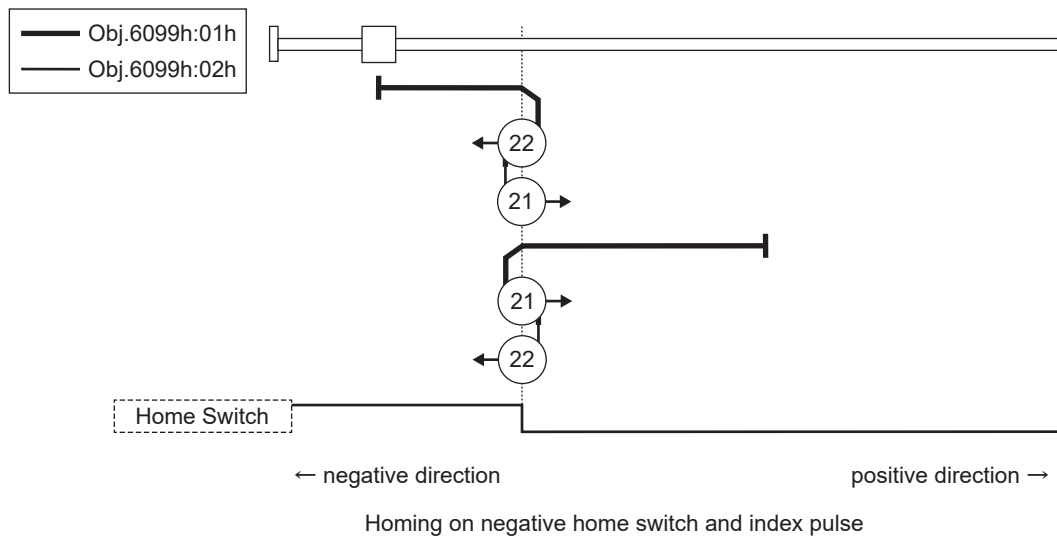 Obj.6099h:01h
Obj.6099h:02h
22
21
21
22
Home Switch
← negative direction
positive direction →
Homing on negative home switch and index pulse